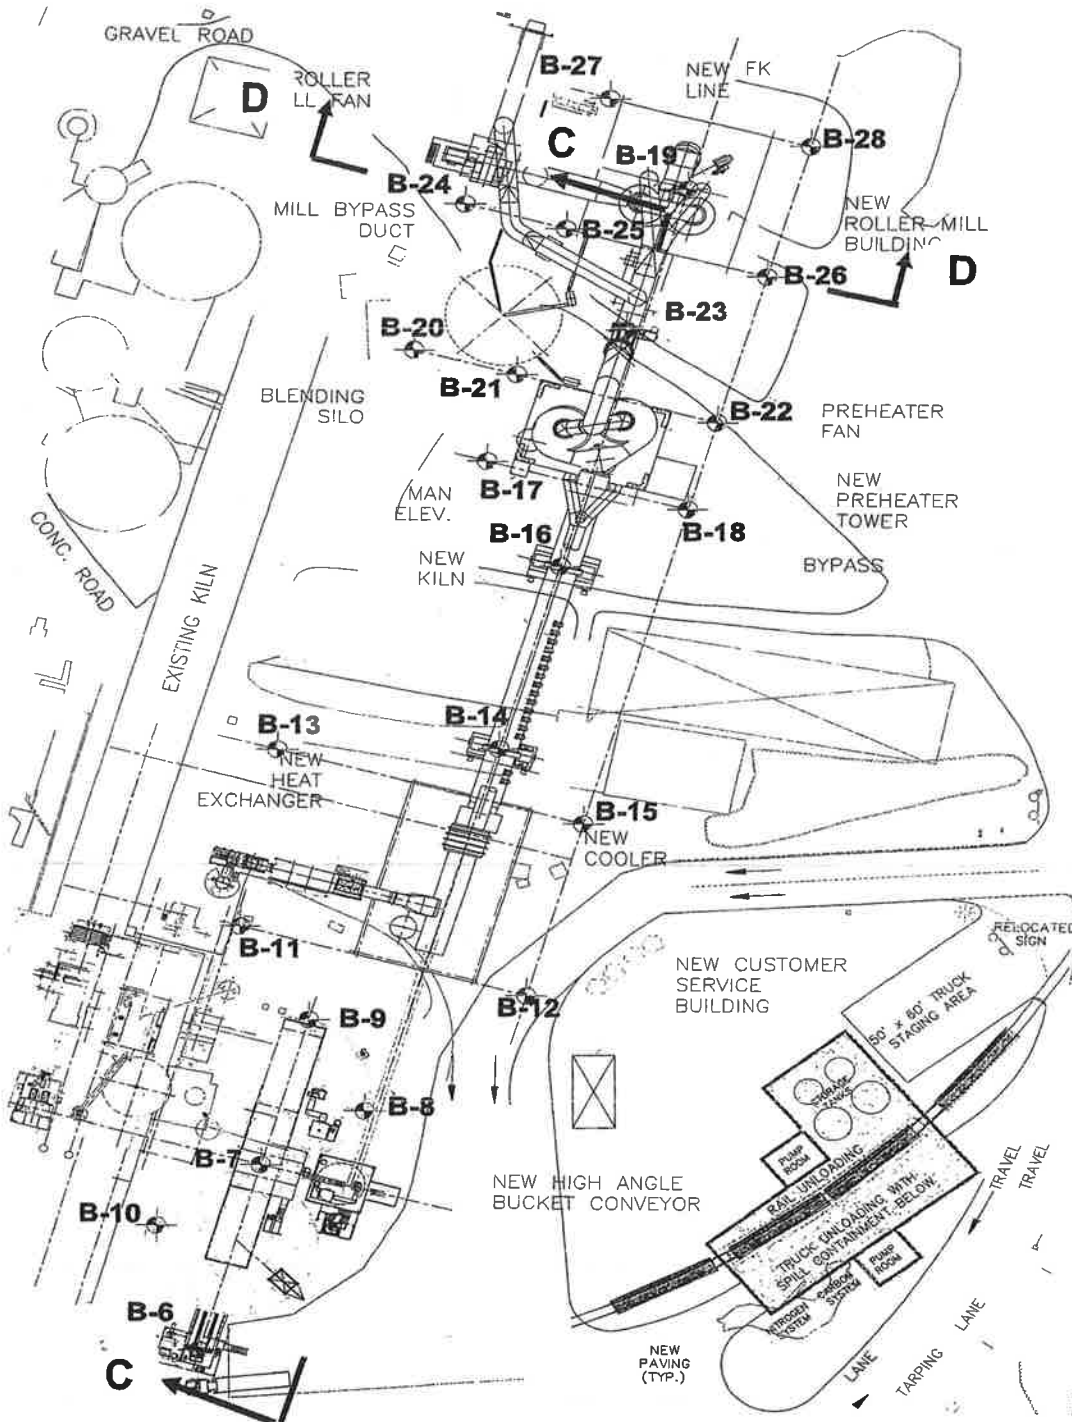 GRAVEL ROAD
ROLLER
LL FAN
D
B-27
C
NEW FK
LINE
B-19
B-28
B-24
MILL BYPASS
DUCT
B-25
NEW
ROLLER MILL
BUILDING
B-26
D
B-23
B-20
B-21
BLENDING
SILO
B-22
PREHEATER
FAN
B-17
MAN
ELEV.
B-18
NEW
PREHEATER
TOWER
B-16
NEW
KILN
BYPASS
CONC. ROAD
EXISTING KILN
B-13
B-14
NEW
HEAT
EXCHANGER
B-15
NEW
COOLER
B-11
B-12
B-9
B-8
B-7
B-10
B-6
C
RELOCATED
SIGN
NEW CUSTOMER
SERVICE
BUILDING
50' X 60' TRUCK
STAGING AREA
STORAGE
TANKS
PUMP
ROOM
RAIL UNLOADING
TRUCK UNLOADING WITH
SPILL CONTAINMENT BELOW
PUMP
ROOM
NITROGEN
SYSTEM
CARBON
SYSTEM
NEW HIGH ANGLE
BUCKET CONVEYOR
TRAVEL
TRAVEL
LANE
LANE
TARPING
NEW
PAVING
(TYP.)